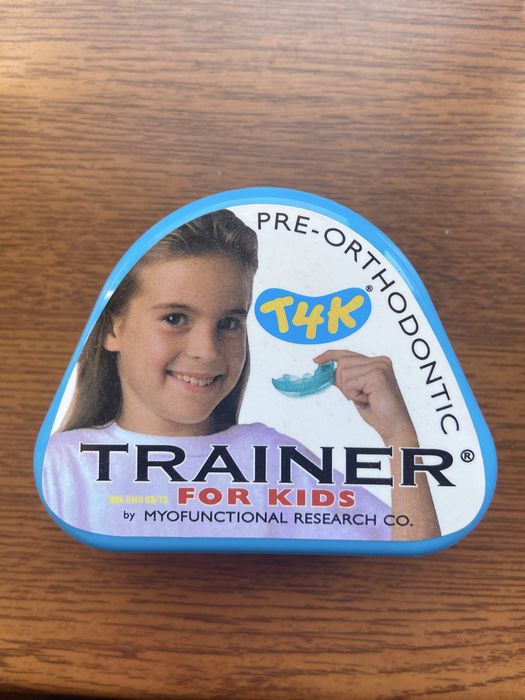 PRE-ORTHODONTIC
T4K®
TRAINER®
FOR KIDS
by MYOFUNCTIONAL RESEARCH CO.